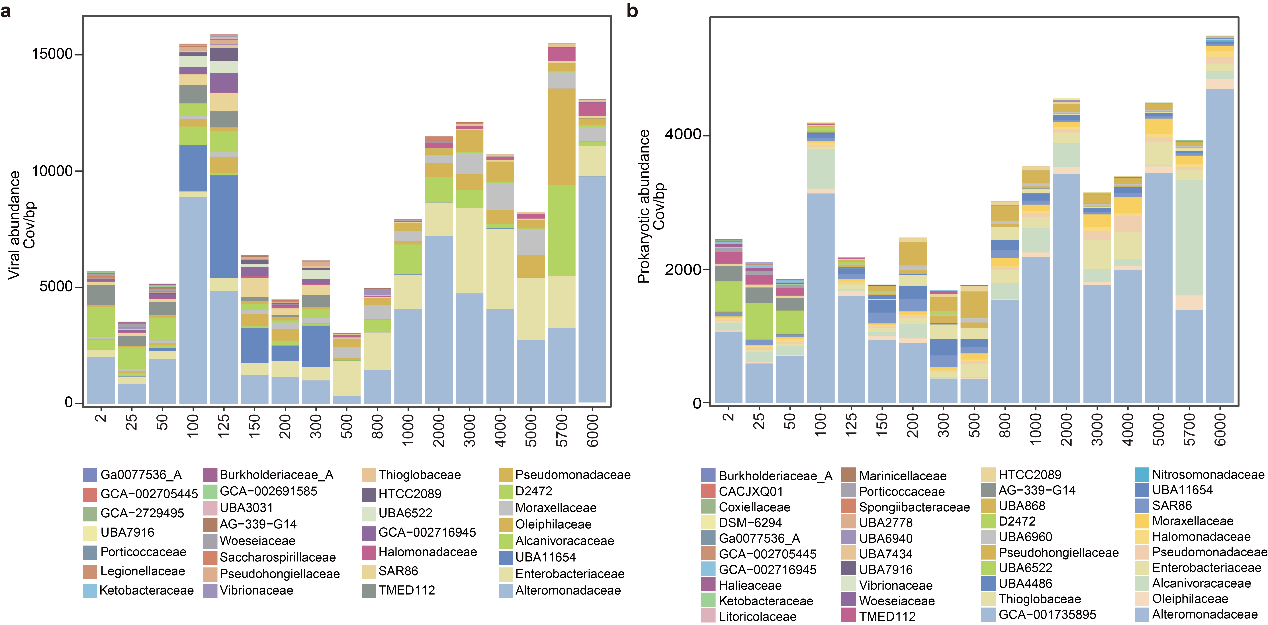 a
Viral abundance
Cov/bp
15000
10000
5000
0
2 25 50 100 125 150 200 300 500 800 1000 2000 3000 4000 5000 5700 6000
Ga0077536_A Burkholderiaceae_A Thioglobaceae Pseudomonadaceae
GCA-002705445 GCA-002691585 HTCC2089 D2472
GCA-2729495 UBA3031 UBA6522 Moraxellaceae
UBA7916 AG-339-G14 GCA-002716945 Oleiphilaceae
Porticoccaceae Woeseiaceae Halomonadaceae Alcanivoracaceae
Legionellaceae Saccharospirillaceae SAR86 UBA11654
Ketobacteraceae Pseudohongiellaceae TMED112 Enterobacteriaceae
Vibrionaceae Alteromonadaceae
b
Prokaryotic abundance
Cov/bp
4000
2000
0
2 25 50 100 125 150 200 300 500 800 1000 2000 3000 4000 5000 5700 6000
Burkholderiaceae_A Marinicellaceae HTCC2089 Nitrosomonadaceae
CACJXQ01 Porticoccaceae AG-339-G14 UBA11654
Coxiellaceae Spongiibacteraceae UBA868 SAR86
DSM-6294 UBA2778 D2472 Moraxellaceae
Ga0077536_A UBA6940 UBA6960 Halomonadaceae
GCA-002705445 UBA7434 Pseudohongiellaceae Pseudomonadaceae
GCA-002716945 UBA7916 UBA6522 Enterobacteriaceae
Halieaceae Vibrionaceae UBA4486 Alcanivoracaceae
Ketobacteraceae Woeseiaceae Thioglobaceae Oleiphilaceae
Litoricolaceae TMED112 GCA-001735895 Alteromonadaceae